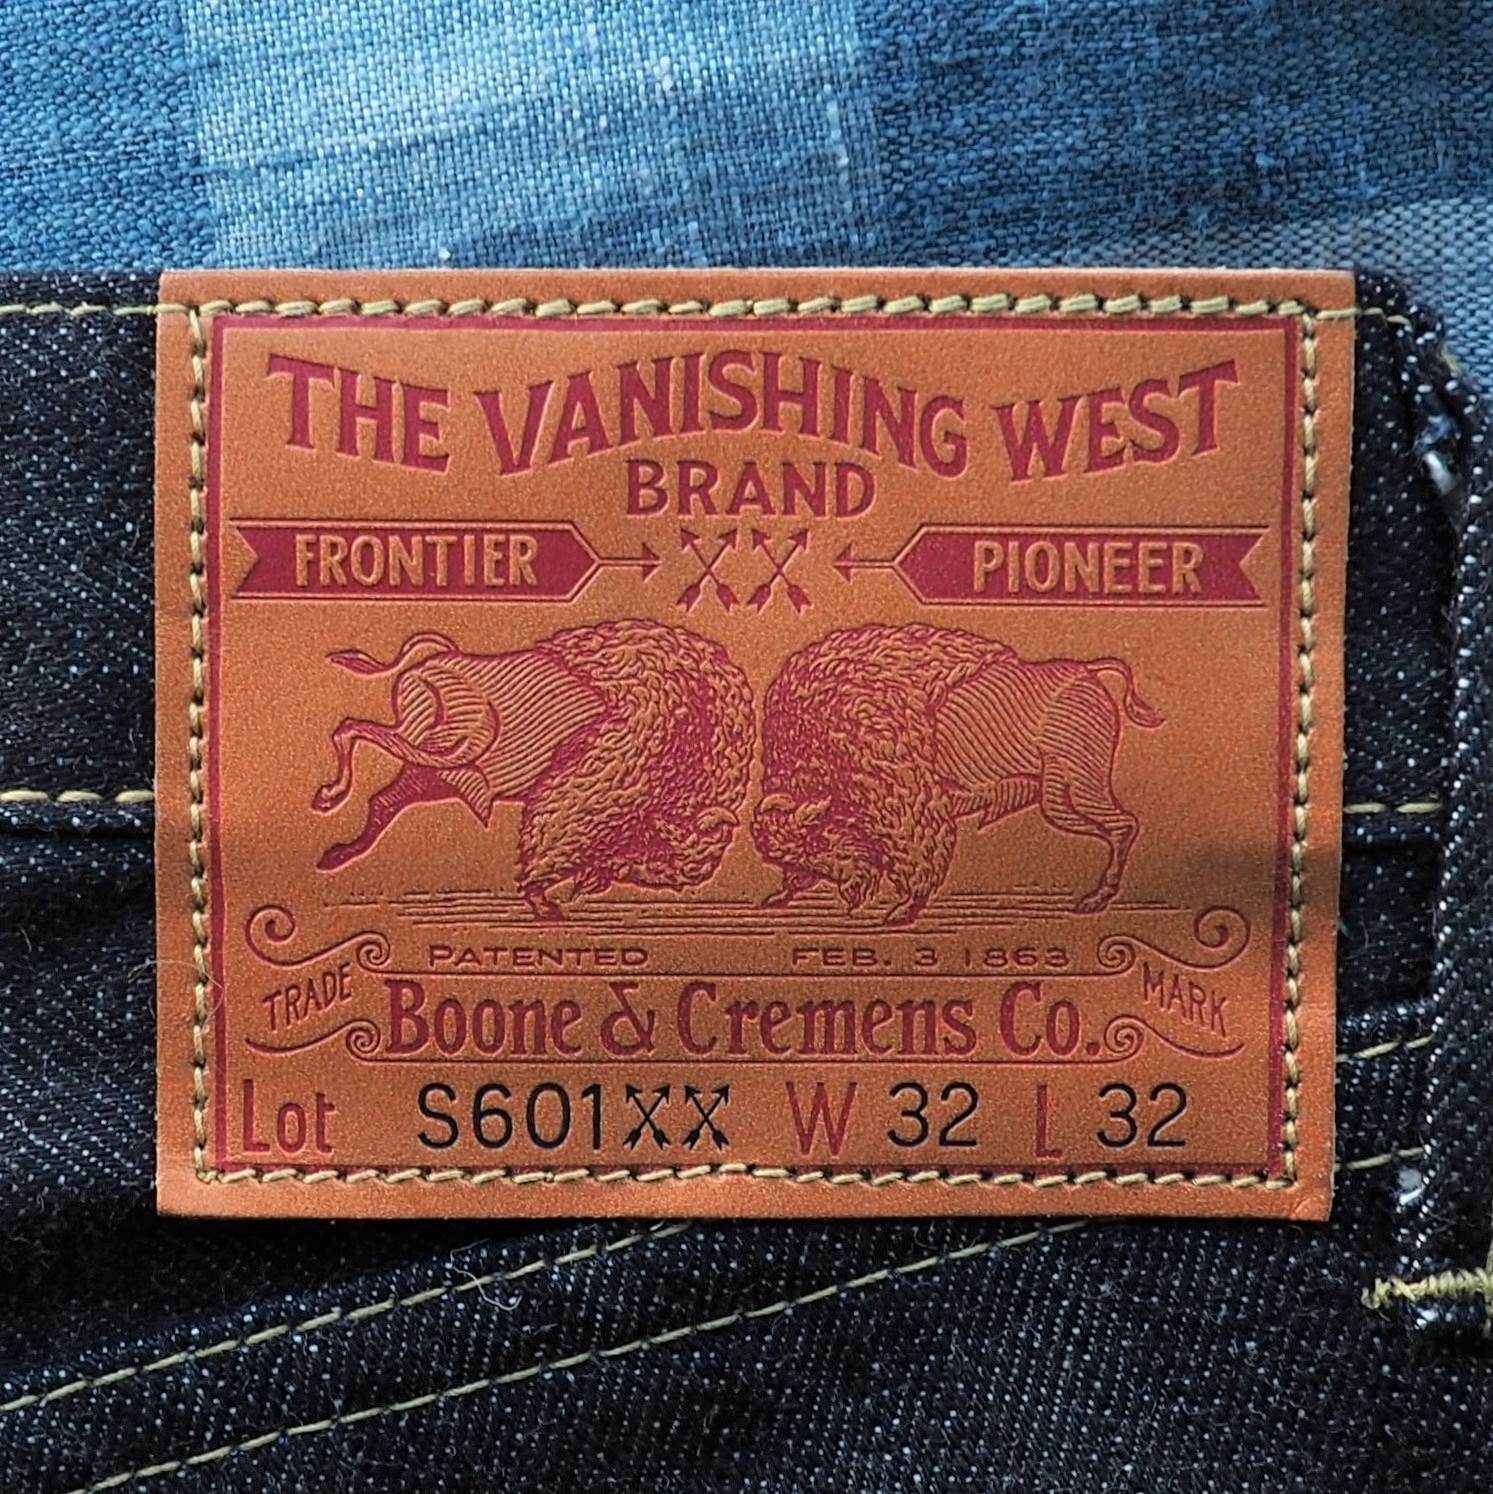 THE VANISHING WEST
BRAND
FRONTIER XX PIONEER
PATENTED FEB. 3 1863
TRADE Boone & Cremens Co. MARK
Lot S601XX W 32 L 32